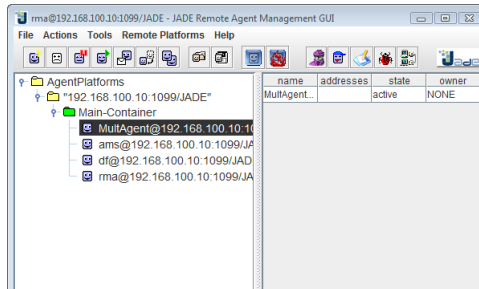 rma@192.168.100.10:1099/JADE - JADE Remote Agent Management GUI
File Actions Tools Remote Platforms Help
Jade
AgentPlatforms
"192.168.100.10:1099/JADE"
Main-Container
MultAgent@192.168.100.10:10
ams@192.168.100.10:1099/JA
df@192.168.100.10:1099/JAD
rma@192.168.100.10:1099/JA
name addresses state owner
MultAgent... active NONE